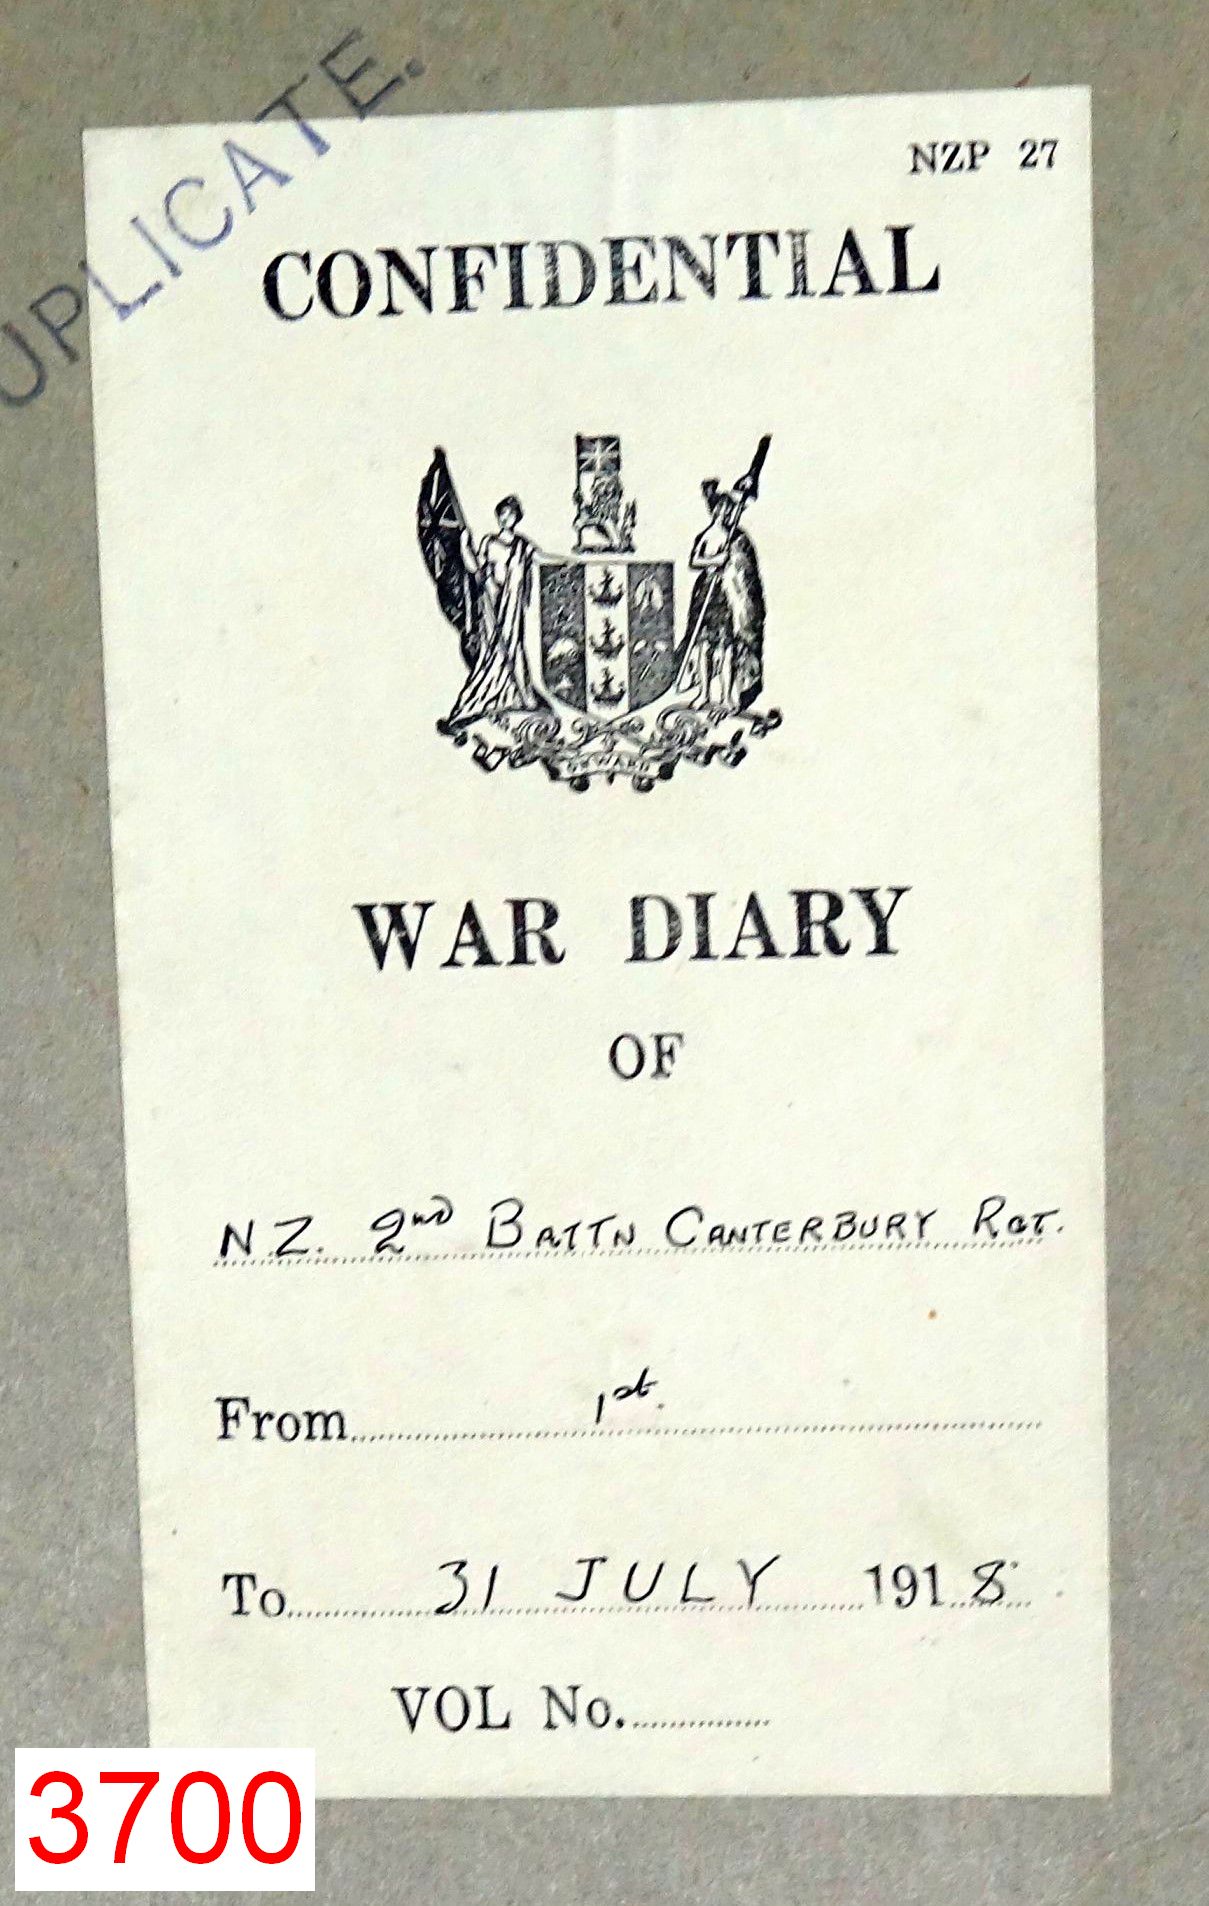 UPLICATE.
NZP 27
CONFIDENTIAL
ONWARD
WAR DIARY
OF
N.Z. 2nd BATTN CANTERBURY RGT.
From 1st.
To 31 JULY 1918.
VOL No.
3700